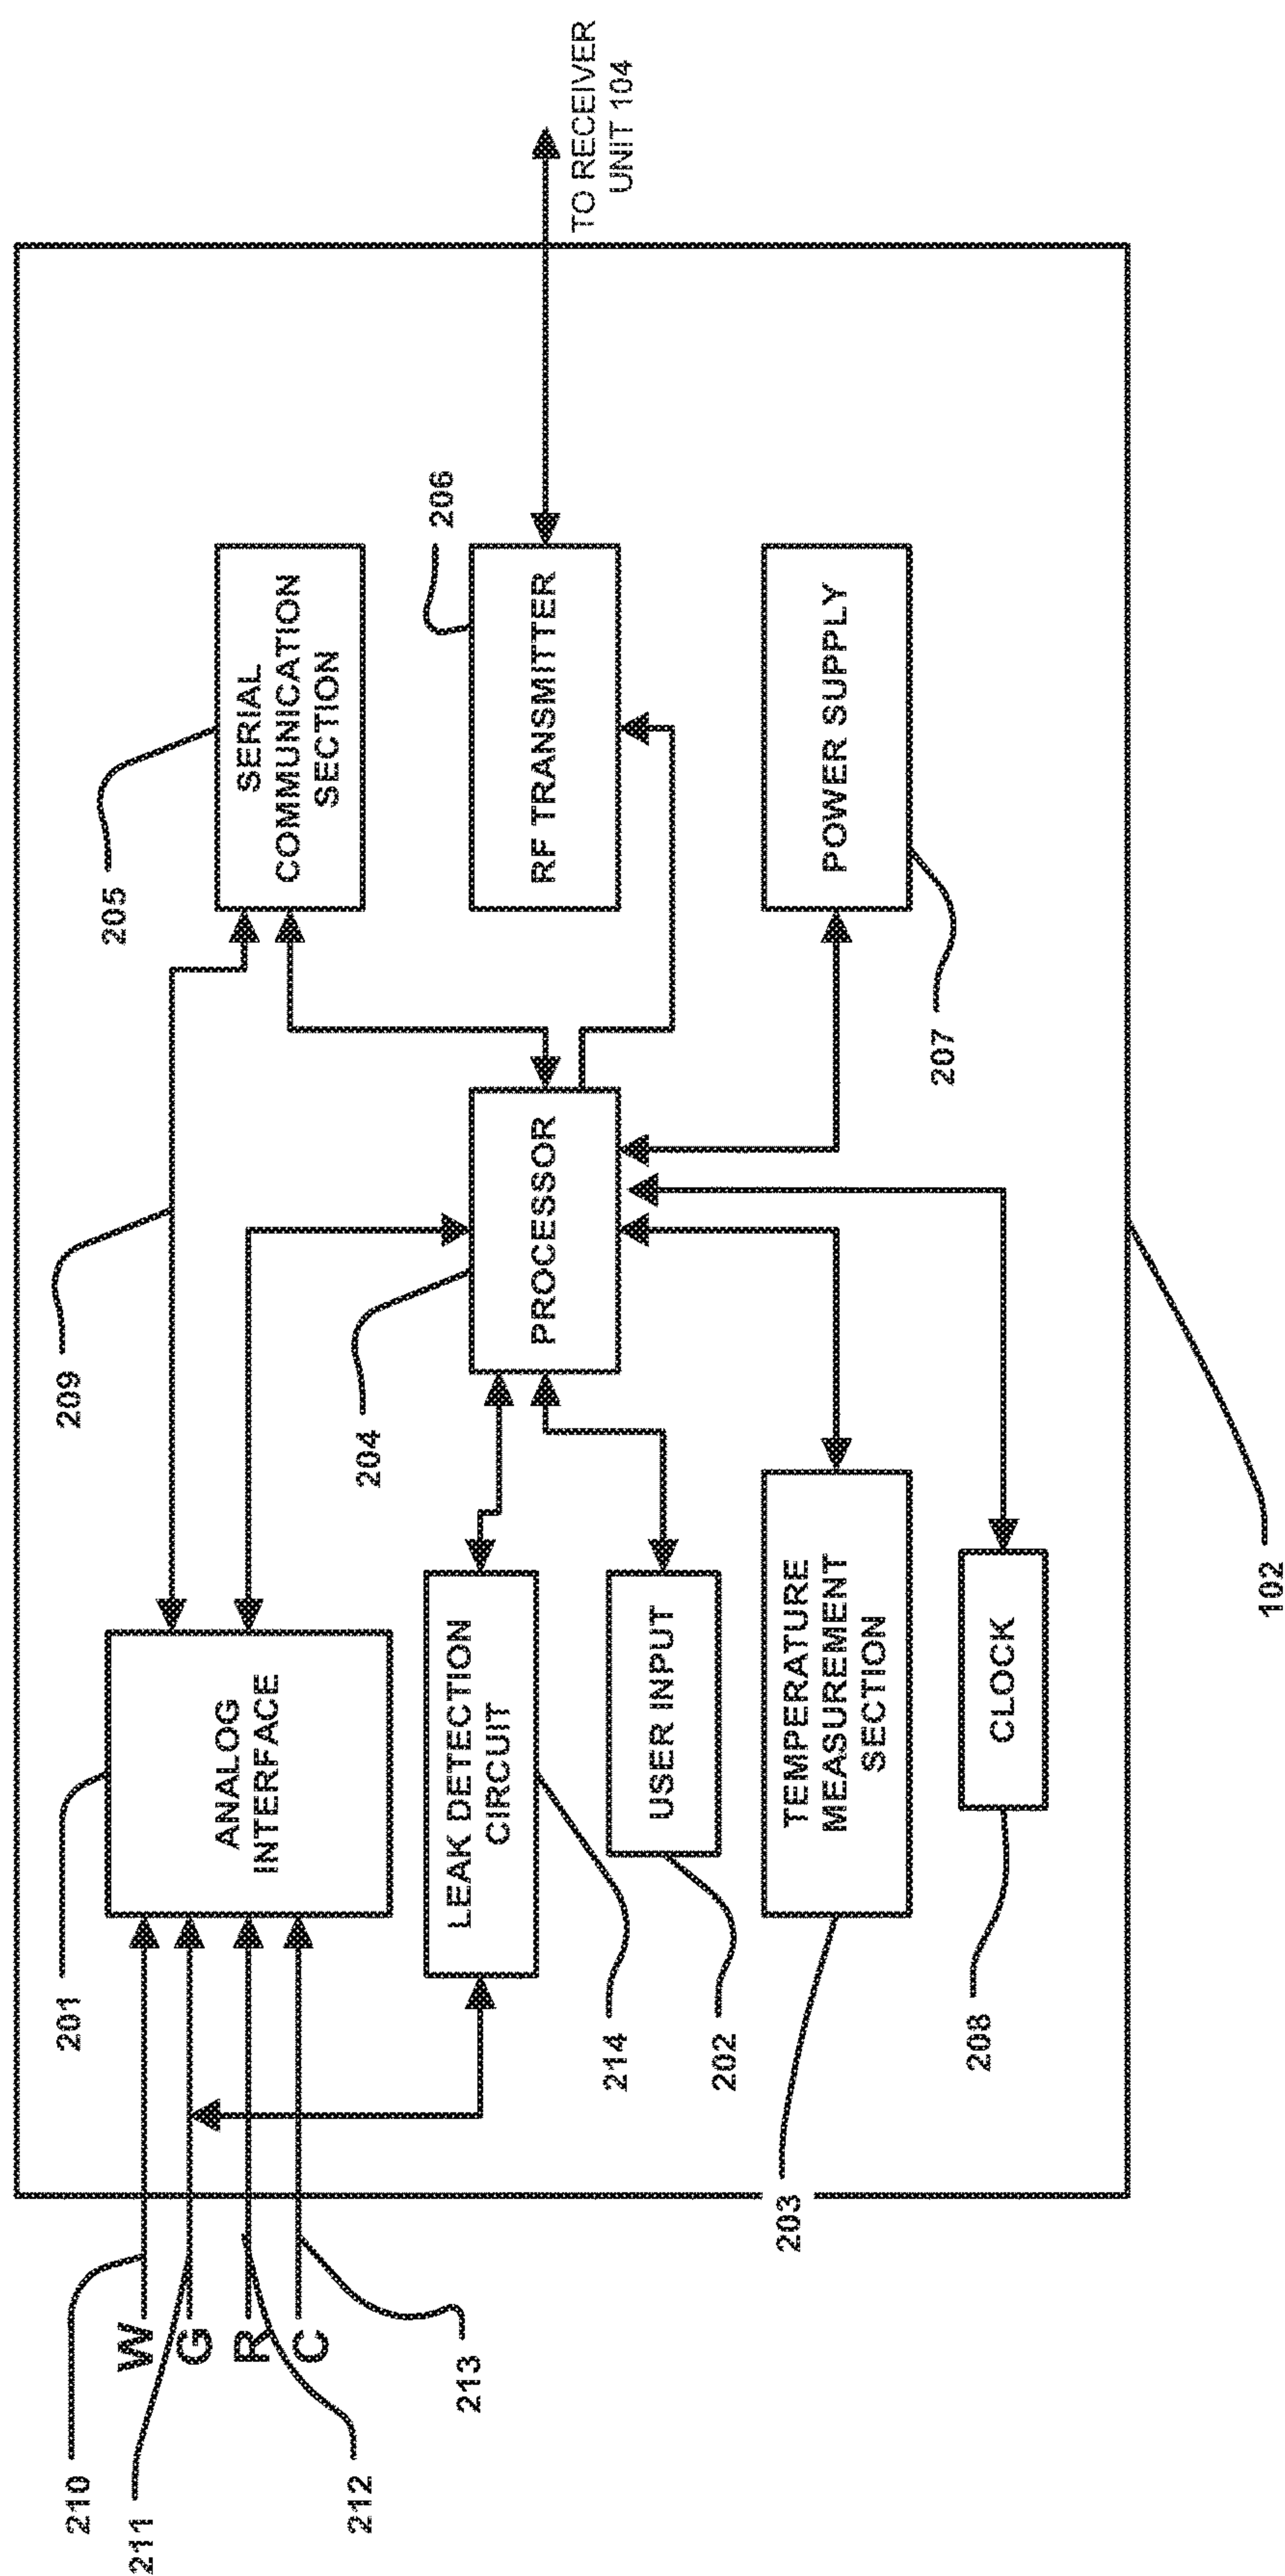 210
W
211
G
212
R
213
C
201
ANALOG
INTERFACE
209
205
SERIAL
COMMUNICATION
SECTION
214
LEAK DETECTION
CIRCUIT
204
PROCESSOR
206
RF TRANSMITTER
TO RECEIVER
UNIT 104
202
USER INPUT
203
TEMPERATURE
MEASUREMENT
SECTION
207
POWER SUPPLY
208
CLOCK
102